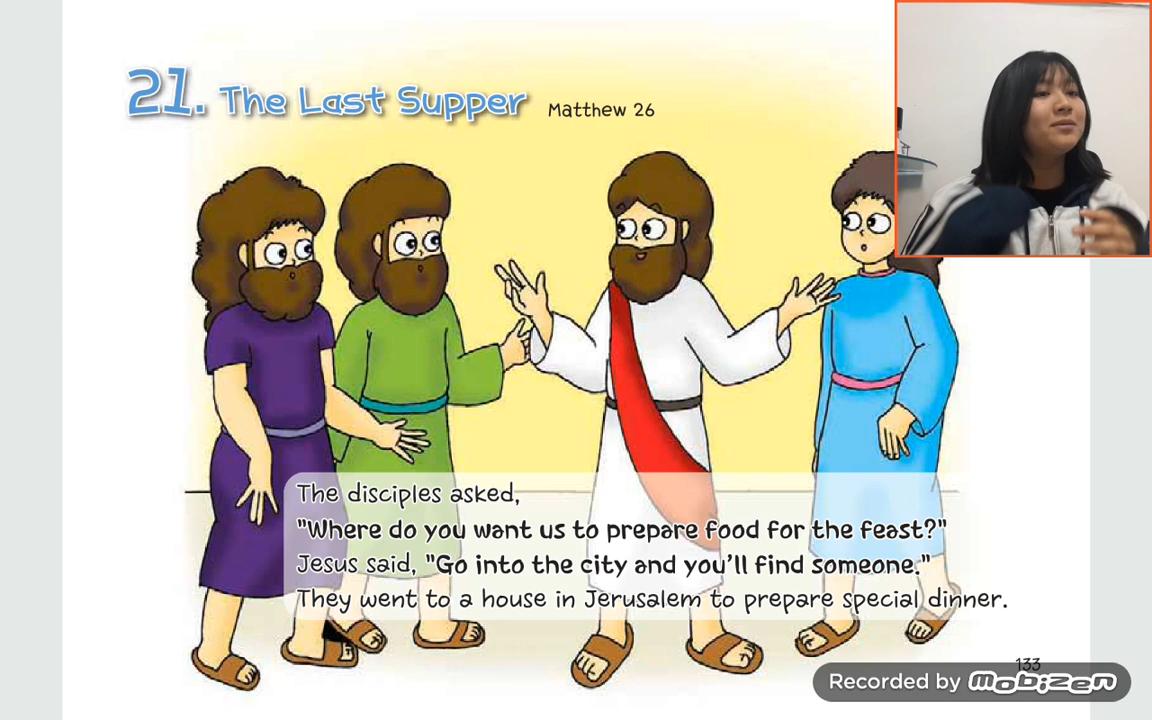 21. The Last Supper Matthew 26
The disciples asked,
"Where do you want us to prepare food for the feast?"
Jesus said, "Go into the city and you'll find someone."
They went to a house in Jerusalem to prepare special dinner.
133
Recorded by mobizen